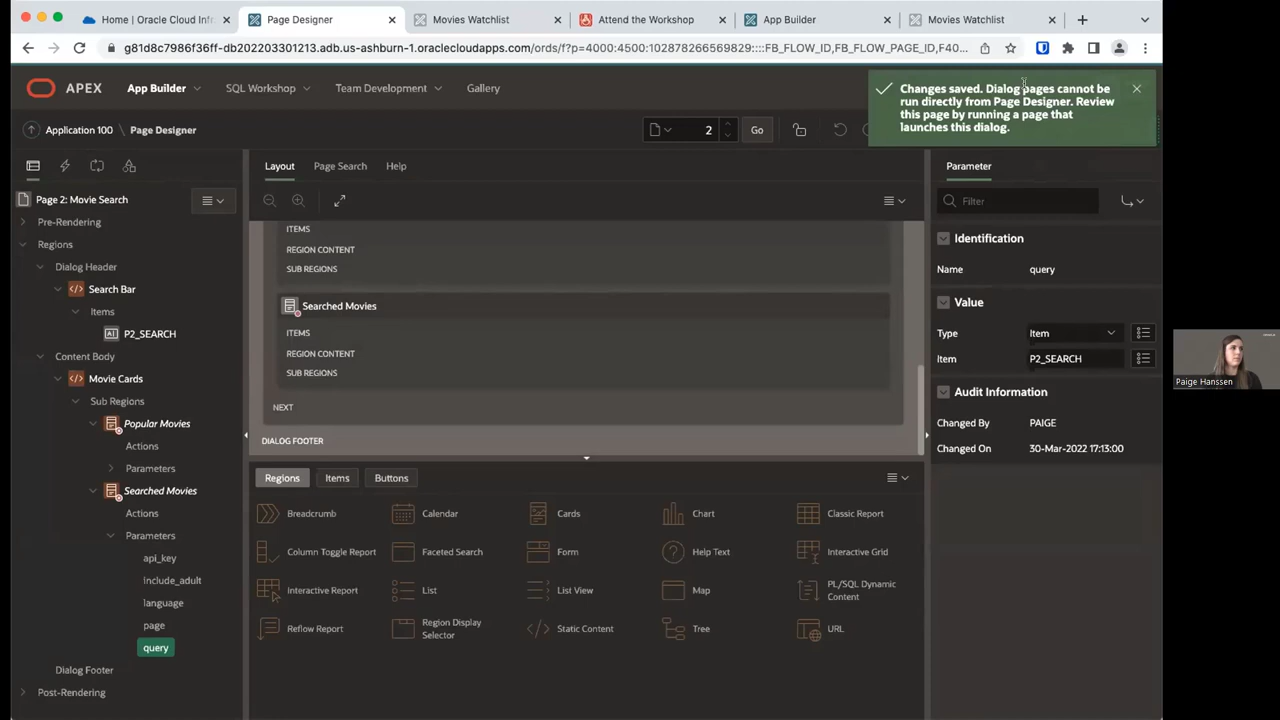 Home | Oracle Cloud Inf
Page Designer
Movies Watchlist
Attend the Workshop
App Builder
Movies Watchlist
g81d8c7986f36ff-db202203301213.adb.us-ashburn-1.oraclecloudapps.com/ords/f?p=4000:4500:102878266569829::::FB_FLOW_ID,FB_FLOW_PAGE_ID,F40...
APEX
App Builder
SQL Workshop
Team Development
Gallery
Changes saved. Dialog pages cannot be
run directly from Page Designer. Review
this page by running a page that
launches this dialog.
Application 100 \ Page Designer
2
Go
Layout
Page Search
Help
Parameter
Page 2: Movie Search
Pre-Rendering
Regions
Dialog Header
Search Bar
Items
P2_SEARCH
Content Body
Movie Cards
Sub Regions
Popular Movies
Actions
Parameters
Searched Movies
Actions
Parameters
api_key
include_adult
language
page
query
Dialog Footer
Post-Rendering
ITEMS
REGION CONTENT
SUB REGIONS
Searched Movies
ITEMS
REGION CONTENT
SUB REGIONS
NEXT
DIALOG FOOTER
Regions
Items
Buttons
Breadcrumb
Calendar
Cards
Chart
Classic Report
Column Toggle Report
Faceted Search
Form
Help Text
Interactive Grid
Interactive Report
List
List View
Map
PL/SQL Dynamic
Content
Reflow Report
Region Display
Selector
Static Content
Tree
URL
Filter
Identification
Name query
Value
Type Item
Item P2_SEARCH
Audit Information
Changed By PAIGE
Changed On 30-Mar-2022 17:13:00
Paige Hanssen